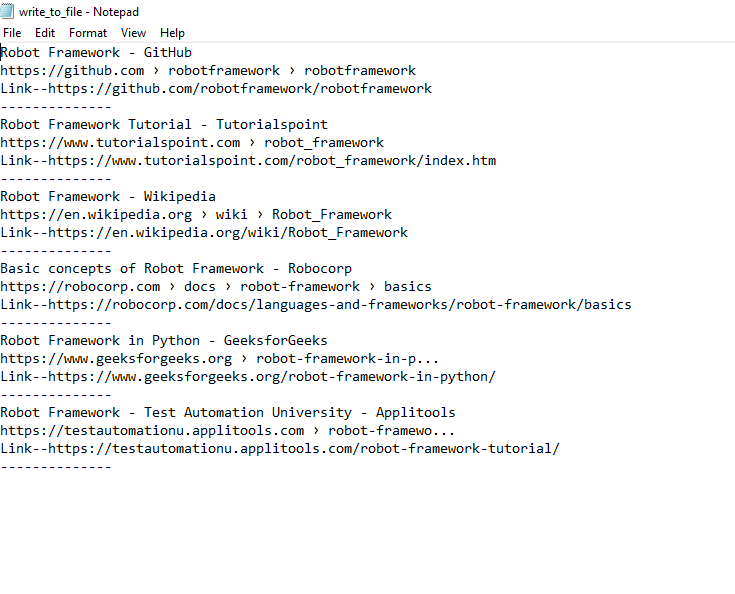 write_to_file - Notepad
File Edit Format View Help
Robot Framework - GitHub
https://github.com › robotframework › robotframework
Link--https://github.com/robotframework/robotframework
--------------
Robot Framework Tutorial - Tutorialspoint
https://www.tutorialspoint.com › robot_framework
Link--https://www.tutorialspoint.com/robot_framework/index.htm
--------------
Robot Framework - Wikipedia
https://en.wikipedia.org › wiki › Robot_Framework
Link--https://en.wikipedia.org/wiki/Robot_Framework
--------------
Basic concepts of Robot Framework - Robocorp
https://robocorp.com › docs › robot-framework › basics
Link--https://robocorp.com/docs/languages-and-frameworks/robot-framework/basics
--------------
Robot Framework in Python - GeeksforGeeks
https://www.geeksforgeeks.org › robot-framework-in-p...
Link--https://www.geeksforgeeks.org/robot-framework-in-python/
--------------
Robot Framework - Test Automation University - Applitools
https://testautomationu.applitools.com › robot-framewo...
Link--https://testautomationu.applitools.com/robot-framework-tutorial/
--------------